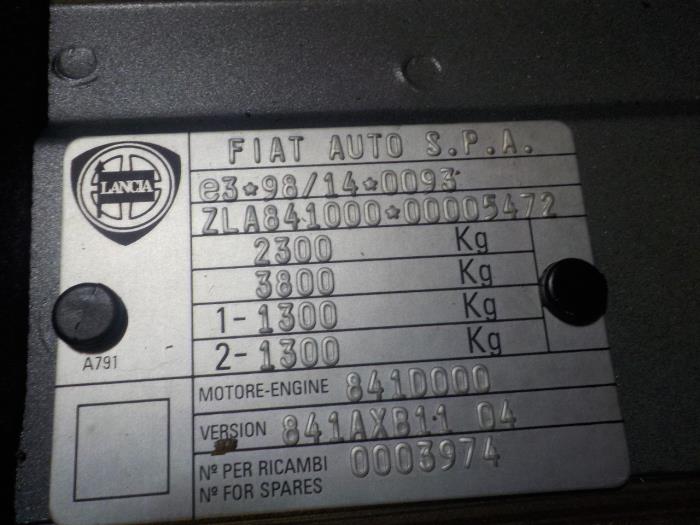 LANCIA
FIAT AUTO S.P.A.
e3*98/14*0093
ZLA841000*00005472
2300 Kg
3800 Kg
1-1300 Kg
2-1300 Kg
A791
MOTORE-ENGINE 841D000
VERSION 841AXB11 04
Nº PER RICAMBI 0003974
Nº FOR SPARES